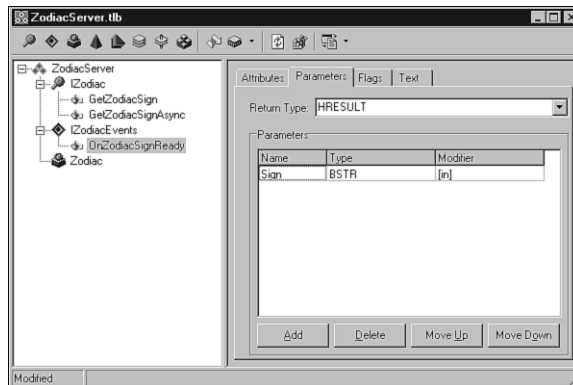 ZodiacServer.tlb
ZodiacServer
IZodiac
GetZodiacSign
GetZodiacSignAsync
IZodiacEvents
OnZodiacSignReady
Zodiac
Attributes Parameters Flags Text
Return Type: HRESULT
Parameters
Name Type Modifier
Sign BSTR [in]
Add Delete Move Up Move Down
Modified